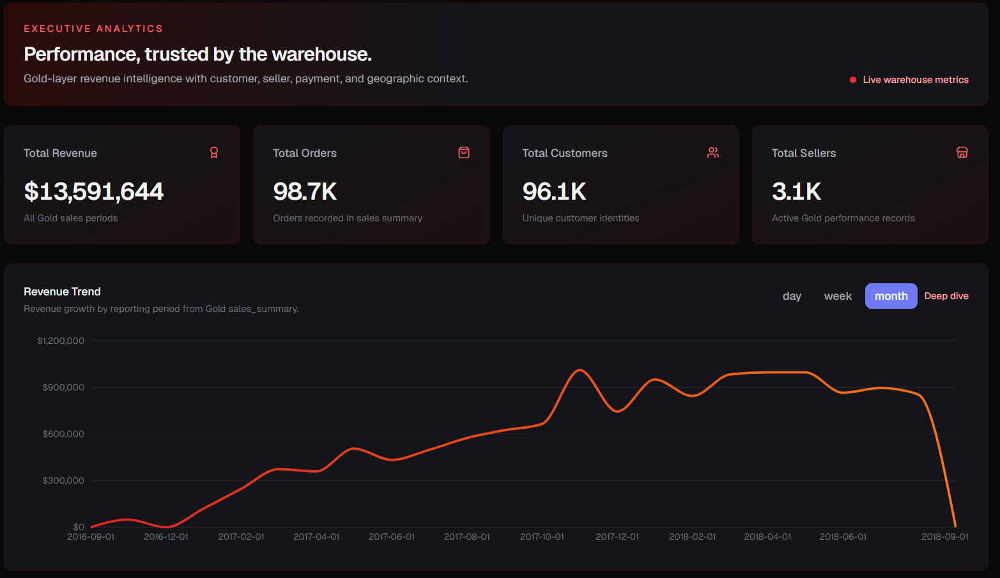 EXECUTIVE ANALYTICS
Performance, trusted by the warehouse.
Gold-layer revenue intelligence with customer, seller, payment, and geographic context.
Live warehouse metrics
Total Revenue
$13,591,644
All Gold sales periods
Total Orders
98.7K
Orders recorded in sales summary
Total Customers
96.1K
Unique customer identities
Total Sellers
3.1K
Active Gold performance records
Revenue Trend
Revenue growth by reporting period from Gold sales_summary.
day week month Deep dive
$1,200,000
$900,000
$600,000
$300,000
$0
2016-09-01 2016-12-01 2017-02-01 2017-04-01 2017-06-01 2017-08-01 2017-10-01 2017-12-01 2018-02-01 2018-04-01 2018-06-01 2018-09-01